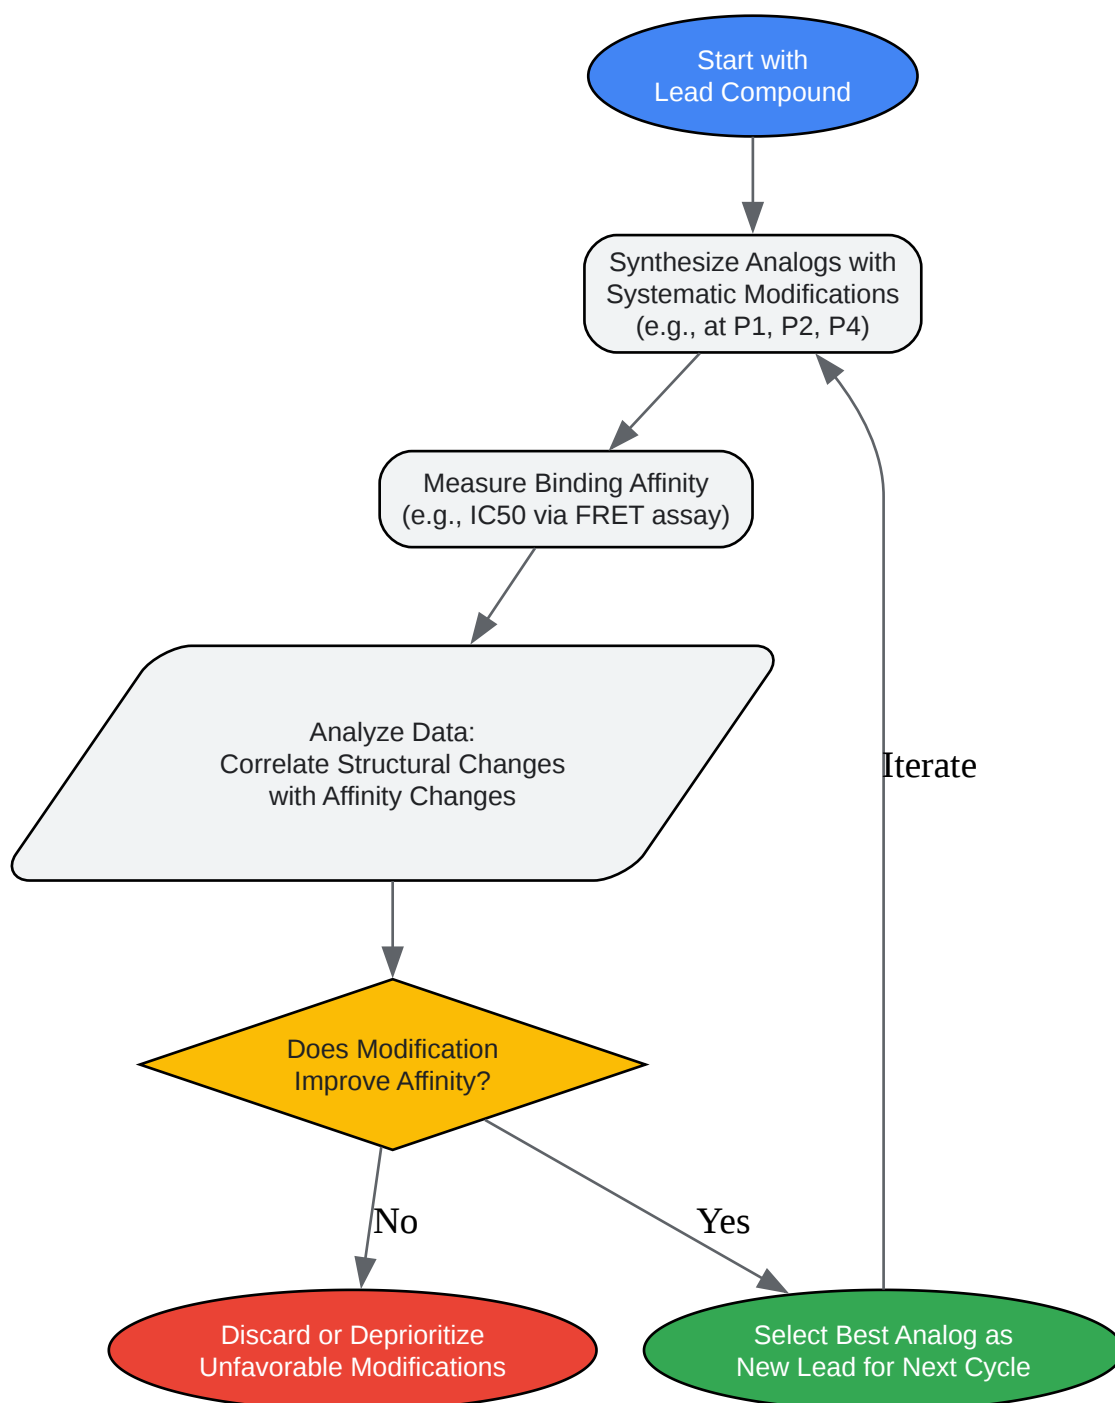 Start with
Lead Compound
Synthesize Analogs with
Systematic Modifications
(e.g., at P1, P2, P4)
Measure Binding Affinity
(e.g., IC50 via FRET assay)
Analyze Data:
Correlate Structural Changes
with Affinity Changes
Iterate
Does Modification
Improve Affinity?
No
Yes
Discard or Deprioritize
Unfavorable Modifications
Select Best Analog as
New Lead for Next Cycle